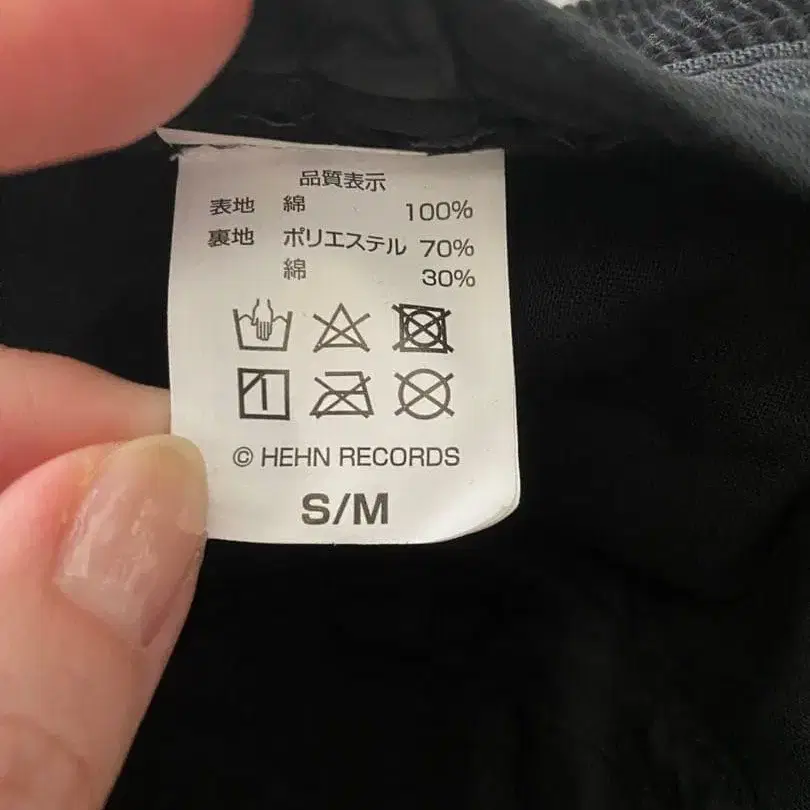 品質表示
表地 綿 100%
裏地 ポリエステル 70%
綿 30%
© HEHN RECORDS
S/M